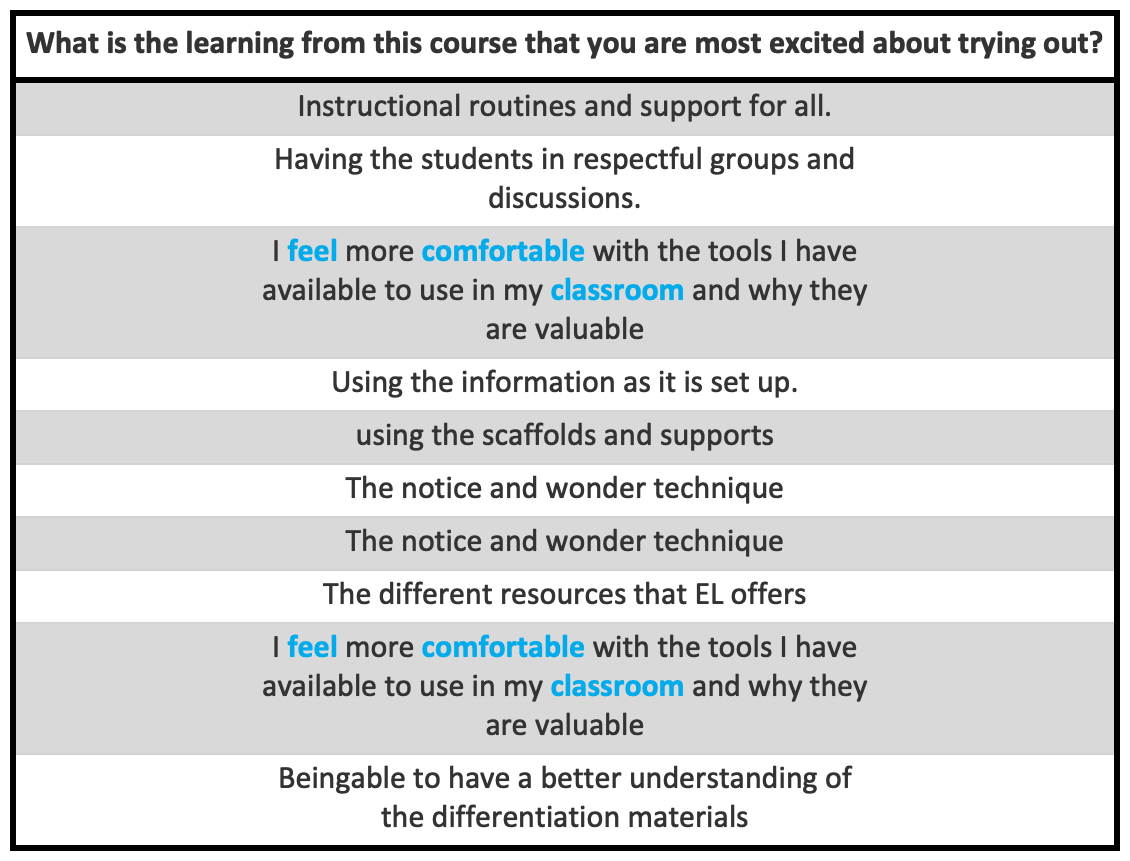 What is the learning from this course that you are most excited about trying out?
Instructional routines and support for all.
Having the students in respectful groups and
discussions.
I feel more comfortable with the tools I have
available to use in my classroom and why they
are valuable
Using the information as it is set up.
using the scaffolds and supports
The notice and wonder technique
The notice and wonder technique
The different resources that EL offers
I feel more comfortable with the tools I have
available to use in my classroom and why they
are valuable
Beingable to have a better understanding of
the differentiation materials